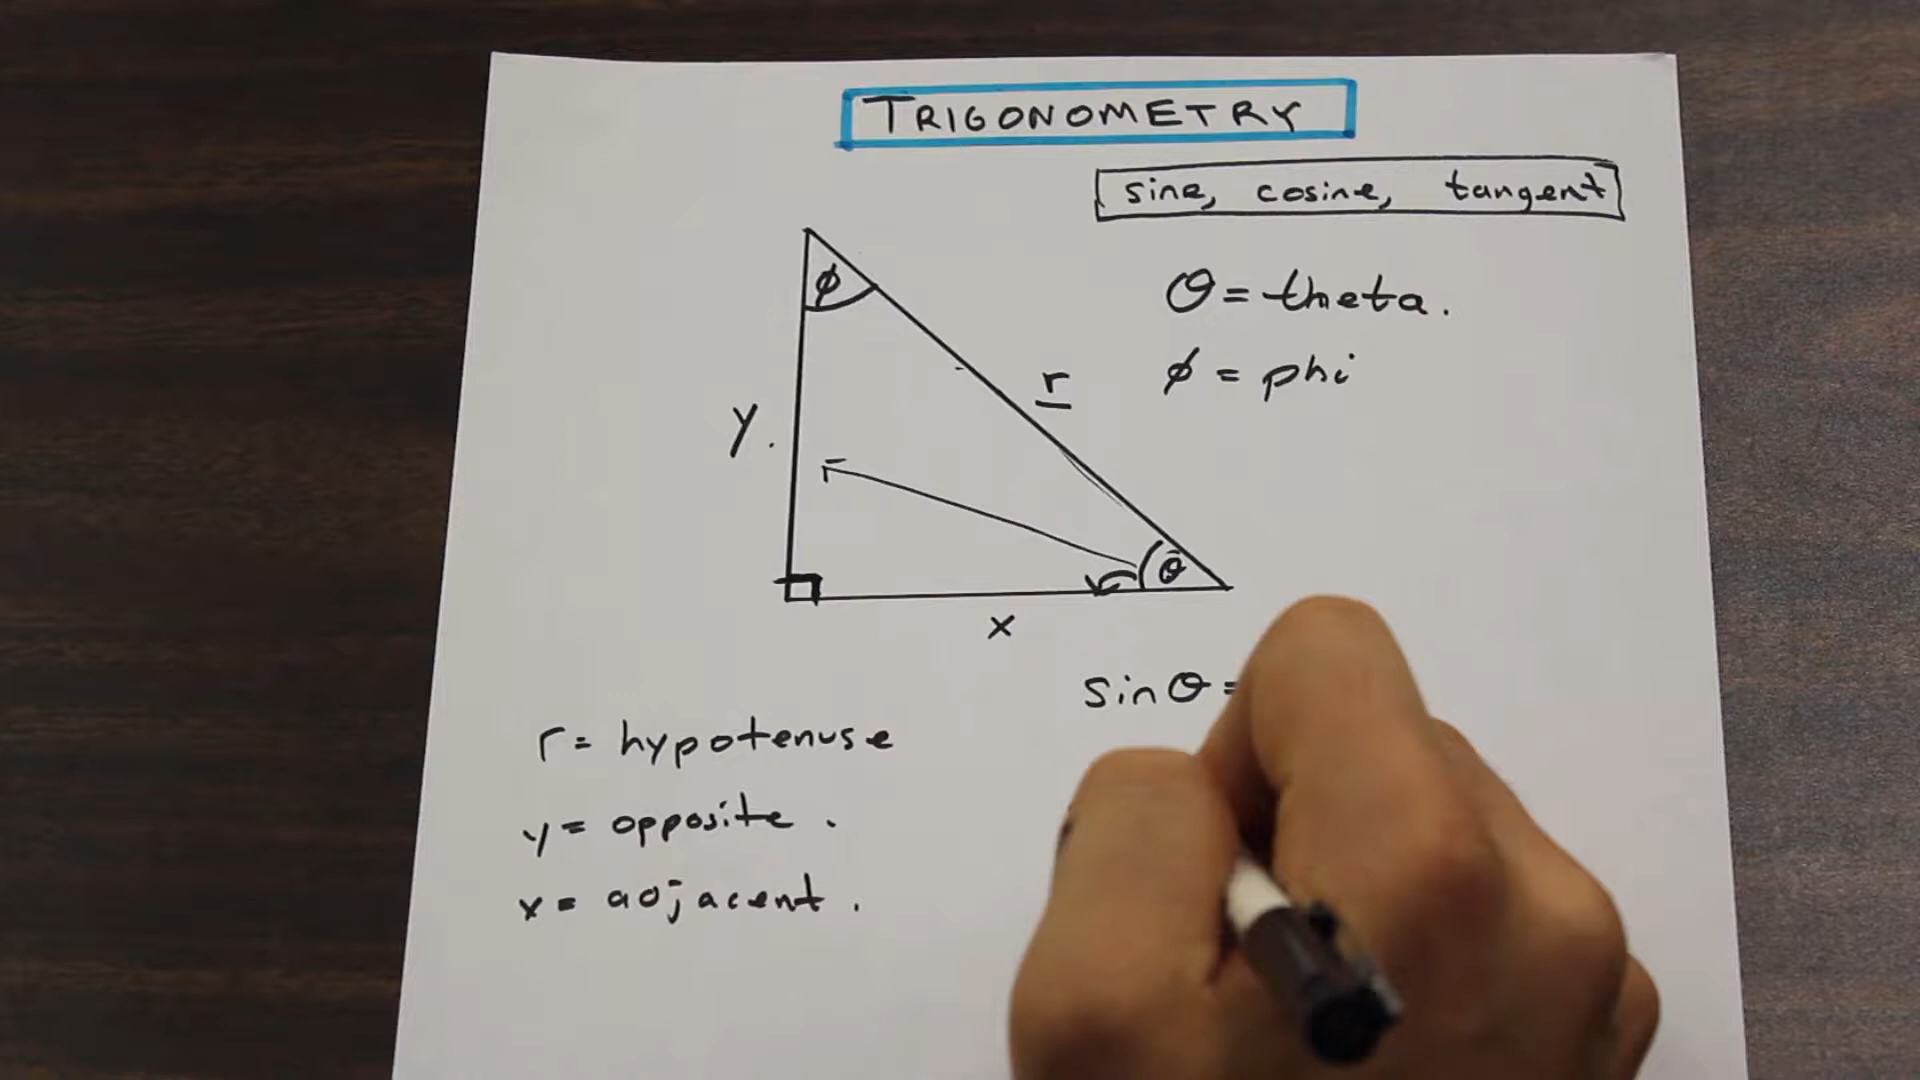 TRIGONOMETRY
sine, cosine, tangent
θ = theta.
ϕ = phi
ϕ
r
y.
θ
x
sin θ =
r = hypotenuse
y = opposite.
x = adjacent.